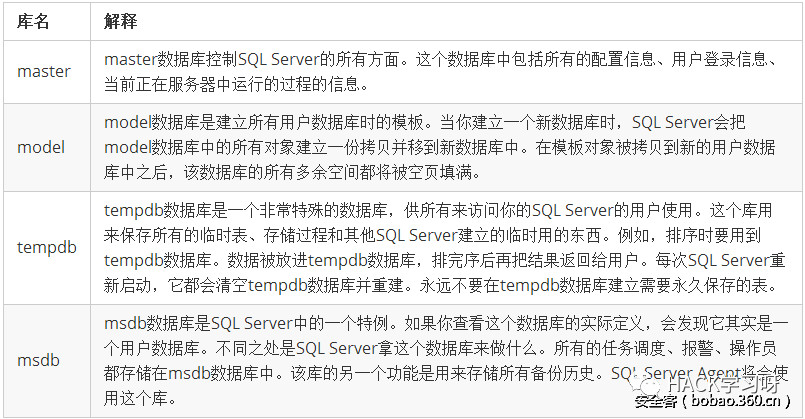 库名 解释
master
master数据库控制SQL Server的所有方面。这个数据库中包括所有的配置信息、用户登录信息、
当前正在服务器中运行的过程的信息。
model
model数据库是建立所有用户数据库时的模板。当你建立一个新数据库时，SQL Server会把
model数据库中的所有对象建立一份拷贝并移到新数据库中。在模板对象被拷贝到新的用户数据
库中之后，该数据库的所有多余空间都将被空页填满。
tempdb
tempdb数据库是一个非常特殊的数据库，供所有来访问你的SQL Server的用户使用。这个库用
来保存所有的临时表、存储过程和其他SQL Server建立的临时用的东西。例如，排序时要用到
tempdb数据库。数据被放进tempdb数据库，排完序后再把结果返回给用户。每次SQL Server重
新启动，它都会清空tempdb数据库并重建。永远不要在tempdb数据库建立需要永久保存的表。
msdb
msdb数据库是SQL Server中的一个特例。如果你查看这个数据库的实际定义，会发现它其实是一
个用户数据库。不同之处是SQL Server拿这个数据库来做什么。所有的任务调度、报警、操作员
都存储在msdb数据库中。该库的另一个功能是用来存储所有备份历史。SQL Server Agent将会使
用这个库。
HACK学习呀
安全客（bobao.360.cn）